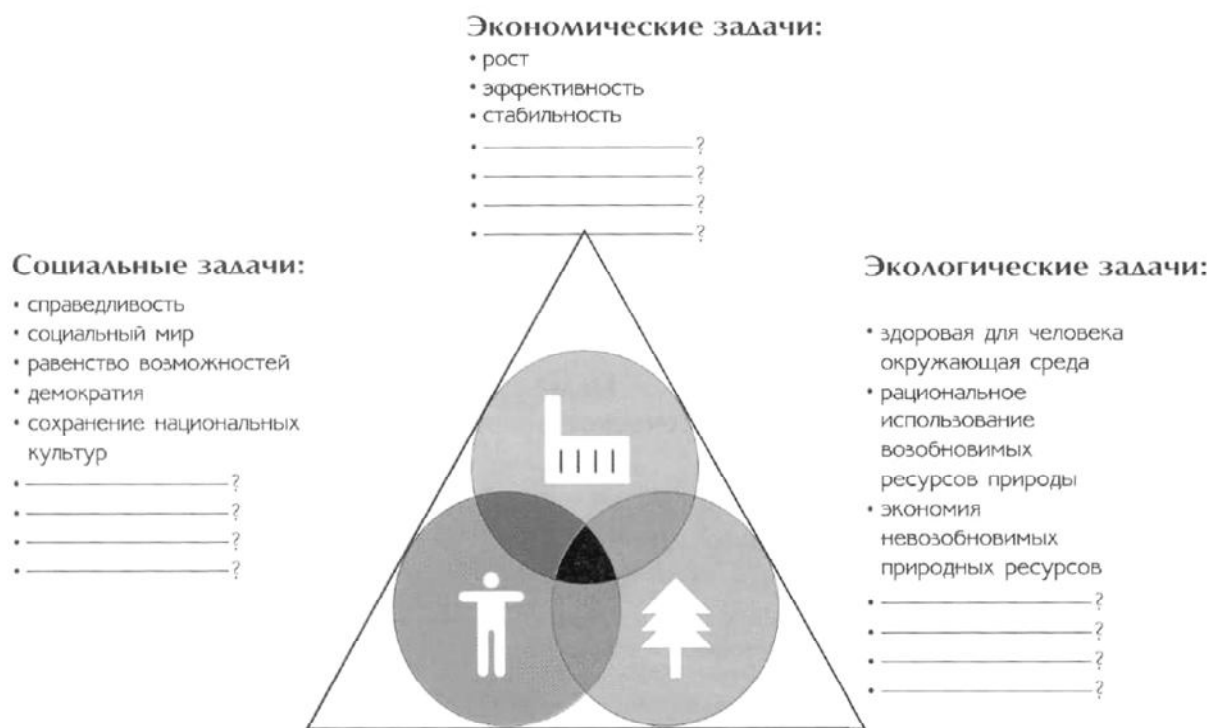 Экономические задачи:
• рост
• эффективность
• стабильность
• ?
• ?
• ?
• ?
Социальные задачи:
• справедливость
• социальный мир
• равенство возможностей
• демократия
• сохранение национальных
культур
• ?
• ?
• ?
• ?
Экологические задачи:
• здоровая для человека
окружающая среда
• рациональное
использование
возобновимых
ресурсов природы
• экономия
невозобновимых
природных ресурсов
• ?
• ?
• ?
• ?